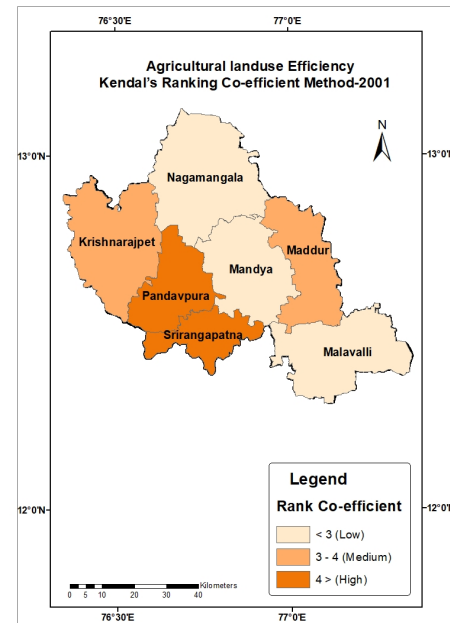 76°30'E
77°0'E
Agricultural landuse Efficiency
Kendal's Ranking Co-efficient Method-2001
N
13°0'N
13°0'N
Nagamangala
Krishnarajpet
Maddur
Mandya
Pandavpura
Srirangapatna
Malavalli
Legend
Rank Co-efficient
< 3 (Low)
3 - 4 (Medium)
4 > (High)
12°0'N
12°0'N
Kilometers
0 5 10 20 30 40
76°30'E
77°0'E